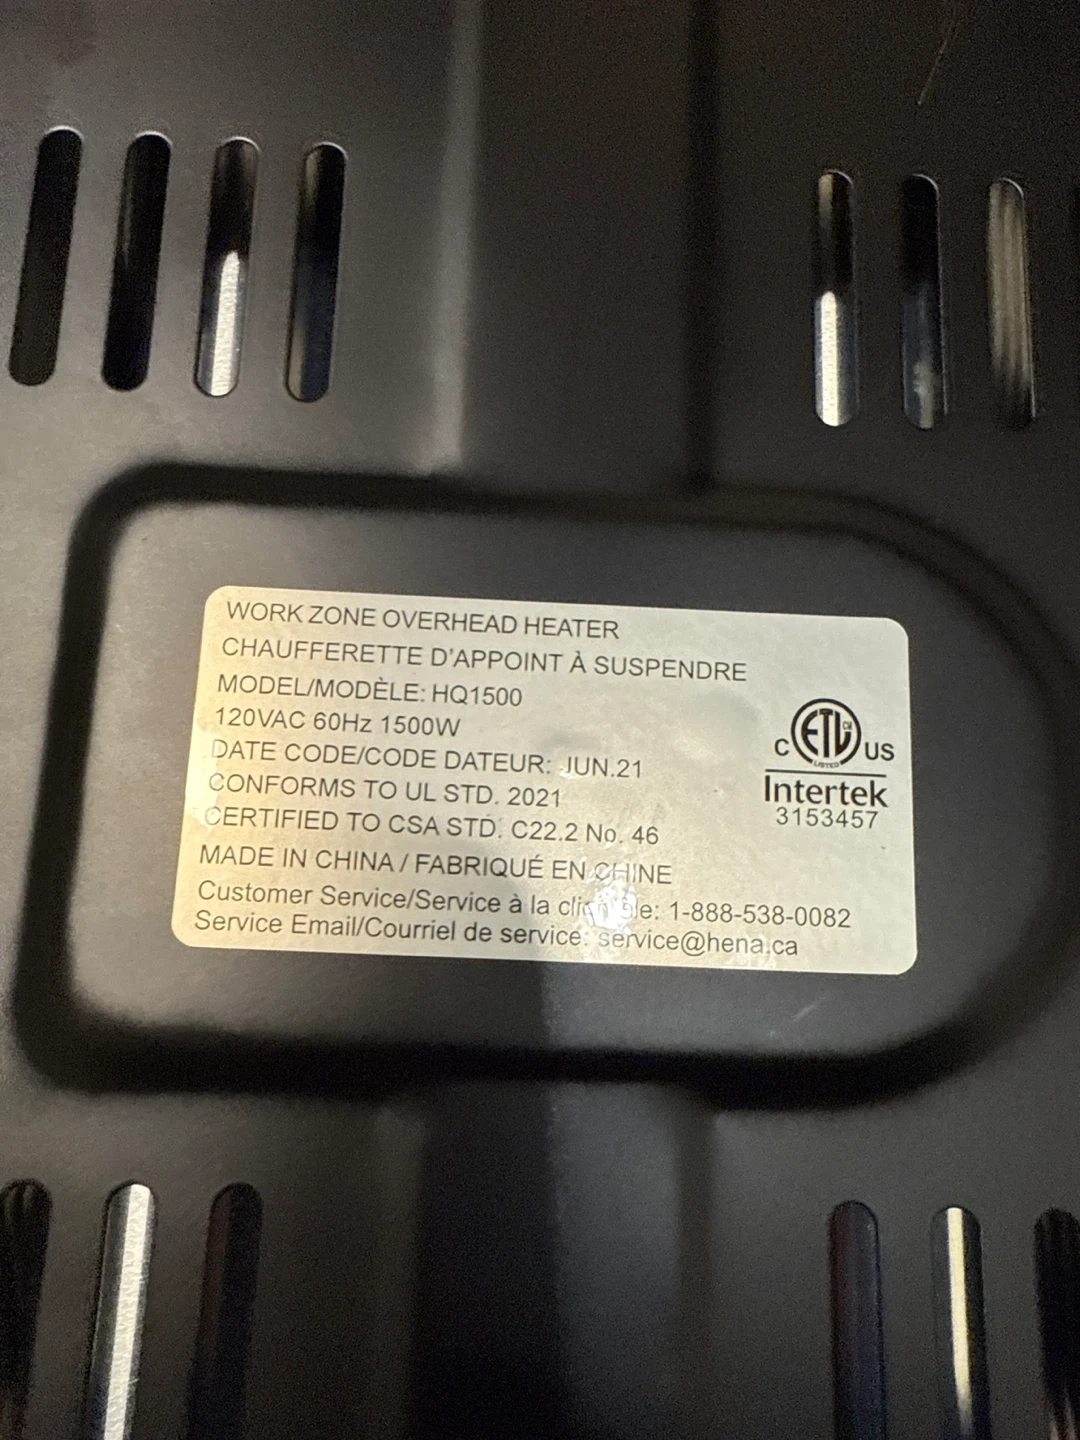 WORK ZONE OVERHEAD HEATER
CHAUFFERETTE D'APPOINT À SUSPENDRE
MODEL/MODÈLE: HQ1500
120VAC 60Hz 1500W
DATE CODE/CODE DATEUR: JUN.21
CONFORMS TO UL STD. 2021
CERTIFIED TO CSA STD. C22.2 No. 46
MADE IN CHINA / FABRIQUÉ EN CHINE
Customer Service/Service à la 1-888-538-0082
Service Email/Courriel de service: service@hena.ca
C ETL CM US
LISTED
Intertek
3153457